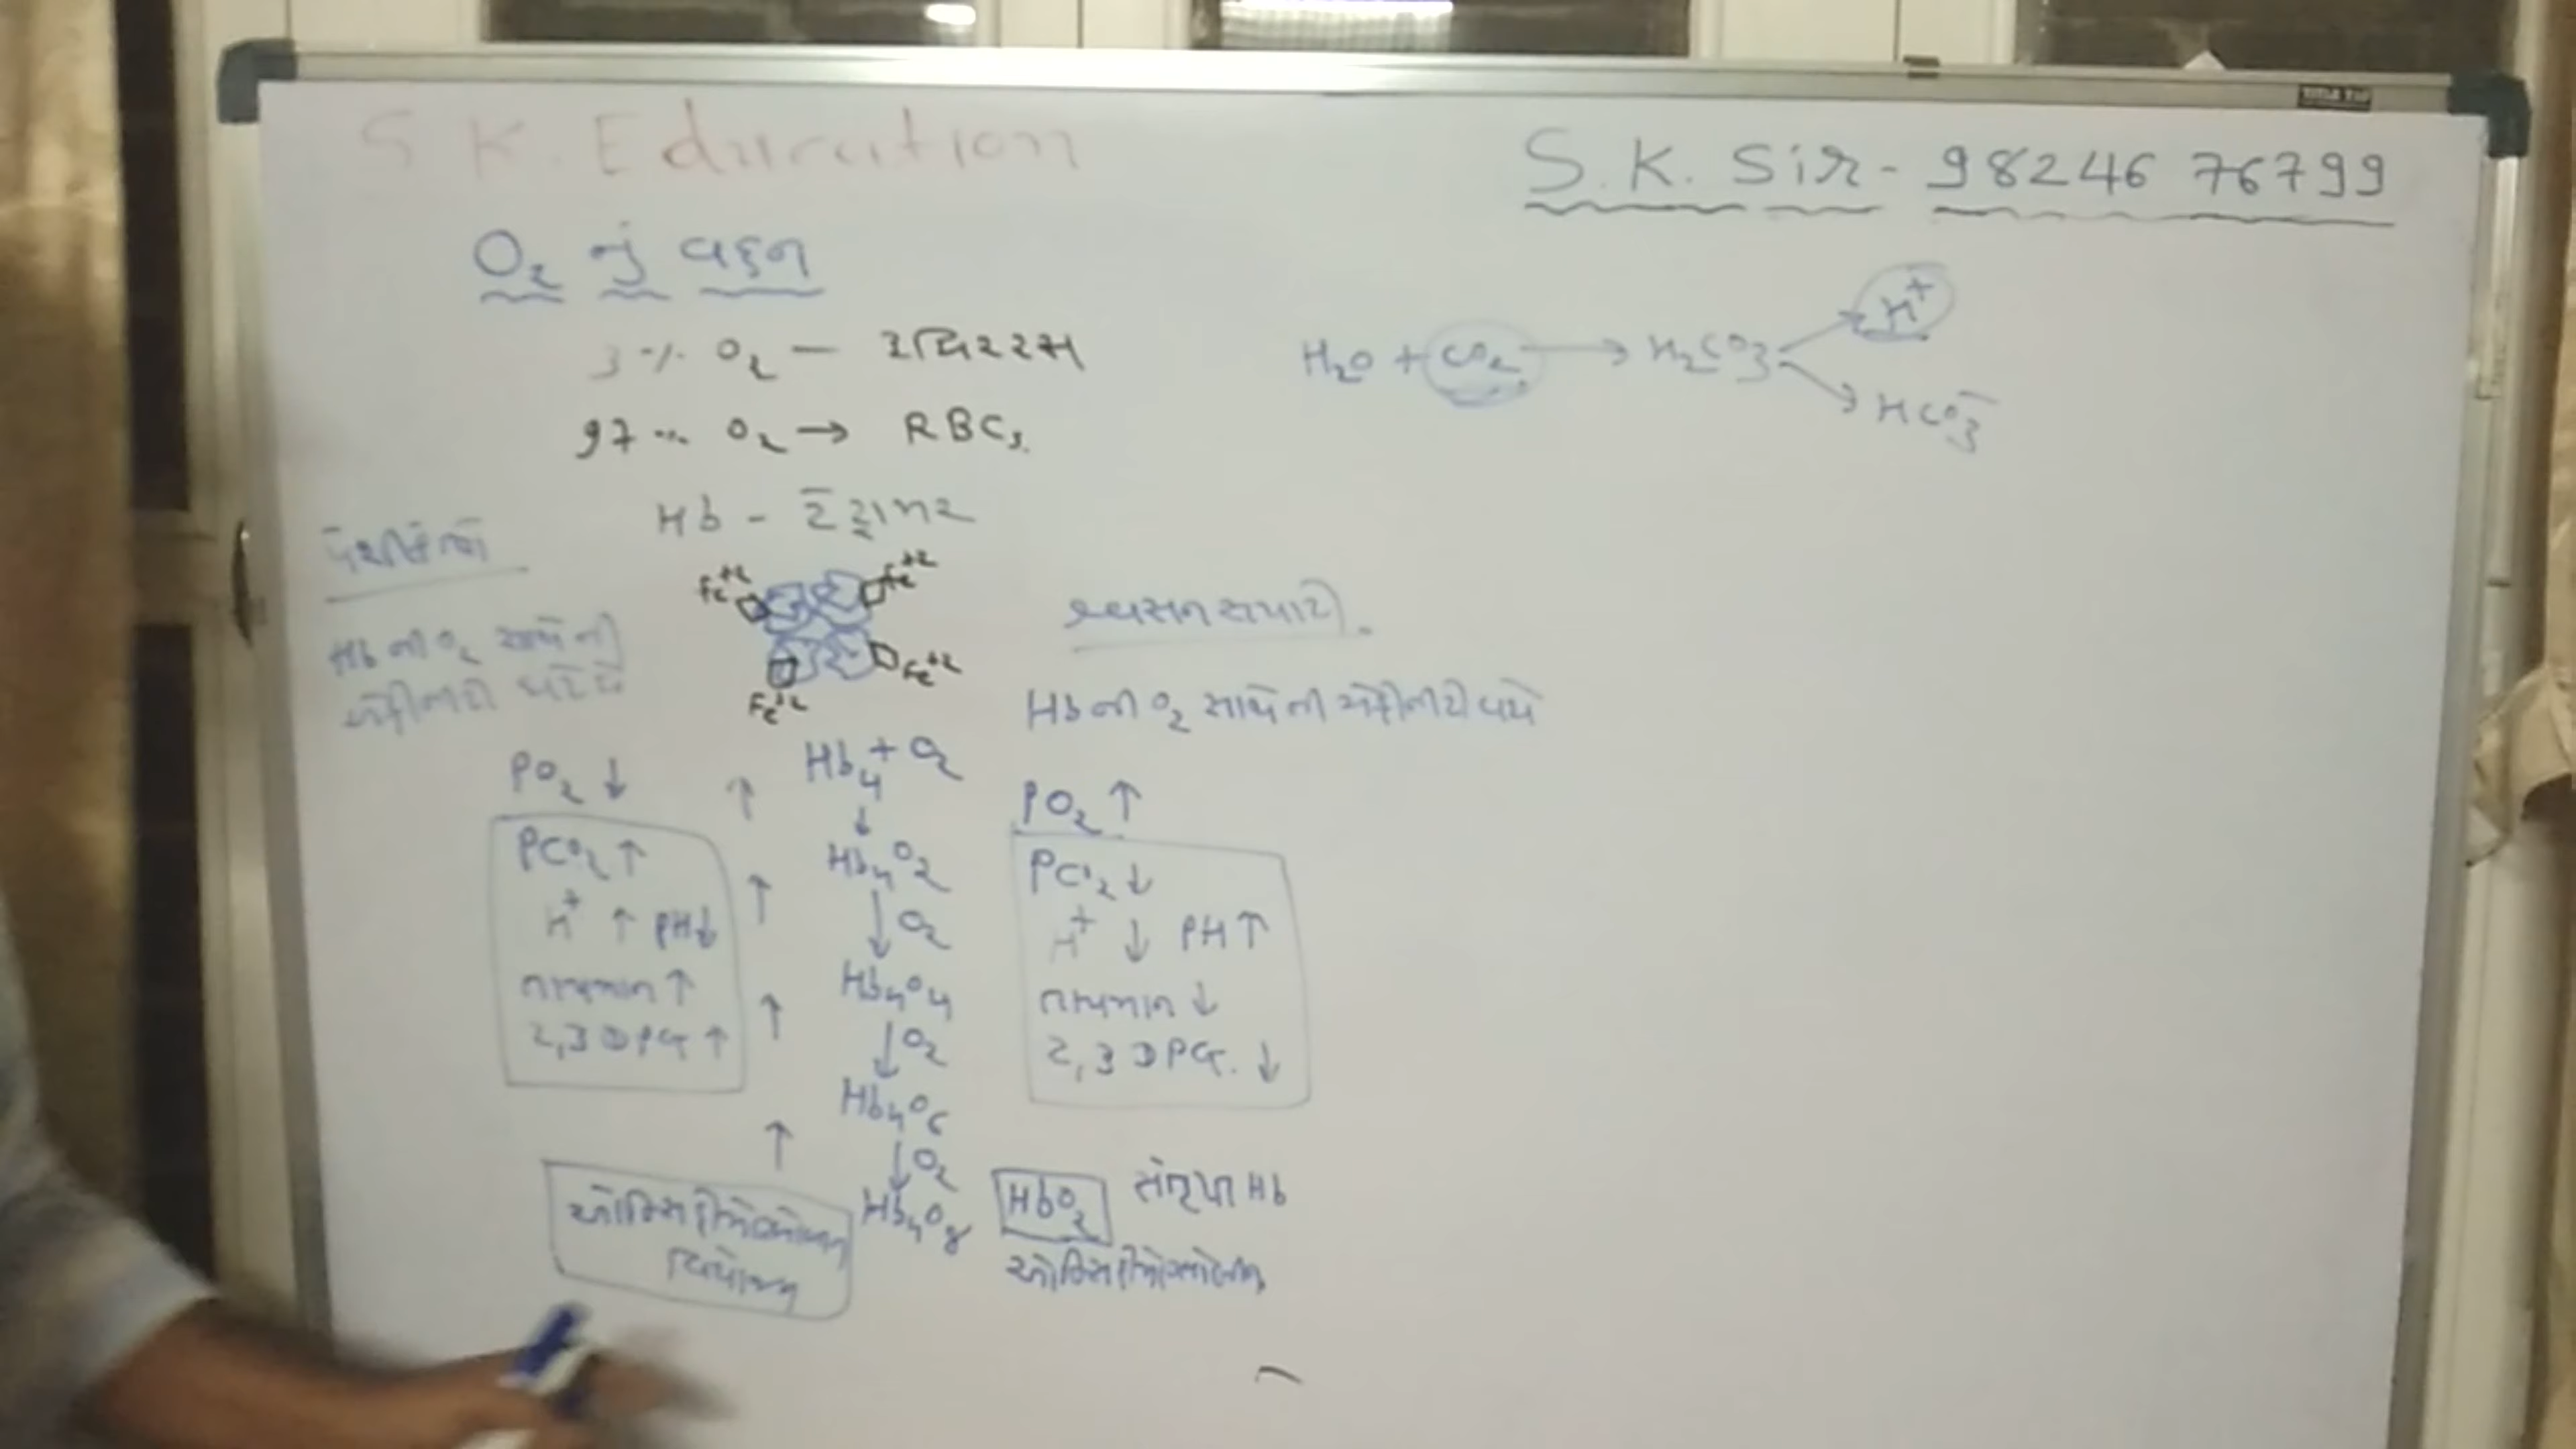 S K. Education
S. K. Sir - 98246 76799
O2 નું વહન
3 % O2 — રુધિરરસ
97 % O2 → RBCs.
H2O + CO2 → H2CO3
H+
HCO3-
Hb - ટેટ્રામર
પેશીઓમાં
Fe+2 Fe+2
Fe+2 Fe+2
Hb ની O2 સાથેની
એફીનીટી ઘટે છે
શ્વસન સપાટી.
Hb ની O2 સાથેની એફીનીટી વધે
Hb4 + O2
↓
Hb4O2
↓ O2
Hb4O4
↓ O2
Hb4O6
↓ O2
Hb4O8
PO2 ↓
PCO2 ↑
H+ ↑ PH↓
તાપમાન ↑
2,3 DPG ↑
ઓક્સિહીમોગ્લોબીન
વિયોજન
PO2 ↑
PCO2 ↓
H+ ↓ PH ↑
તાપમાન ↓
2,3 DPG. ↓
HbO2 સંતૃપ્ત Hb
ઓક્સિહીમોગ્લોબીન